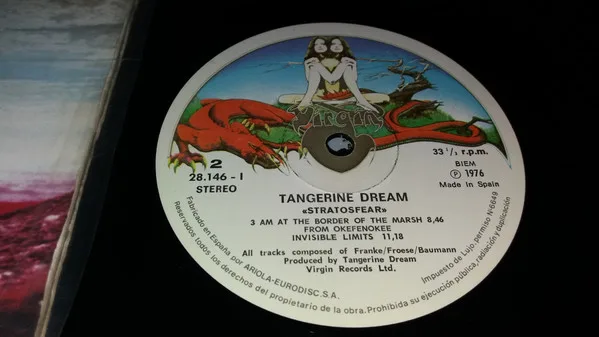 Virgin
2
28.146 - I
STEREO
33 ¹/₃ r.p.m.
BIEM
Ⓟ 1976
Made in Spain
TANGERINE DREAM
«STRATOSFEAR»
3 AM AT THE BORDER OF THE MARSH 8,46
FROM OKEFENOKEE
INVISIBLE LIMITS 11,18
All tracks composed of Franke/Froese/Baumann
Produced by Tangerine Dream
Virgin Records Ltd.
Fabricado en España por ARIOLA-EURODISC, S.A. Impuesto de Lujo, permiso N.º 6649
Reservados todos los derechos del propietario de la obra. Prohibida su ejecución pública, radiación y duplicación